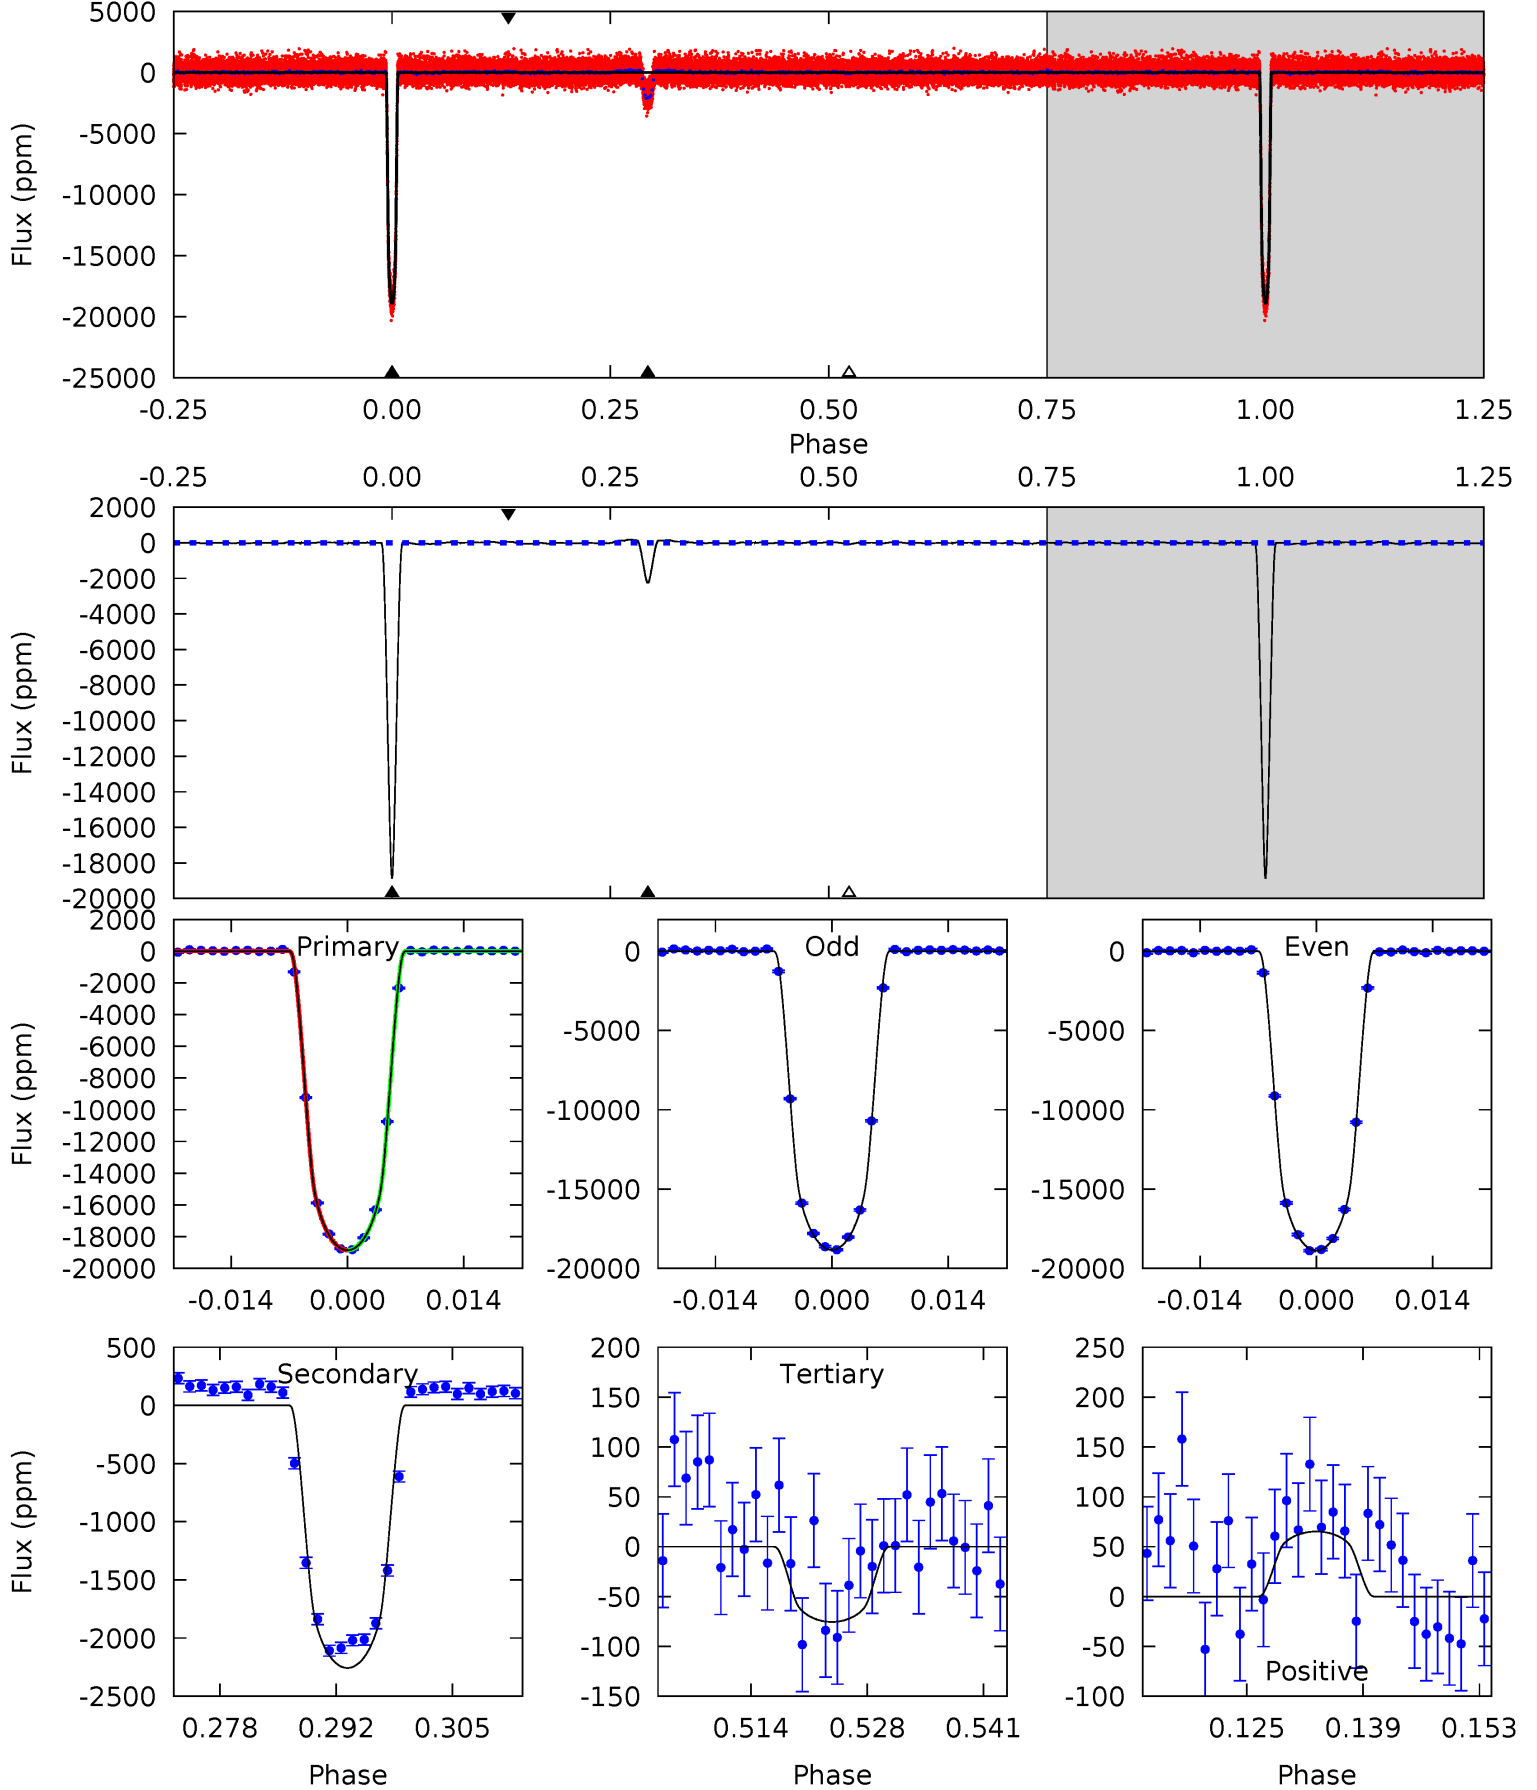 5000
0
-5000
-10000
-15000
-20000
-25000
Flux (ppm)
-0.25 0.00 0.25 0.50 0.75 1.00 1.25
Phase
-0.25 0.00 0.25 0.50 0.75 1.00 1.25
2000
0
-2000
-4000
-6000
-8000
-10000
-12000
-14000
-16000
-18000
-20000
Flux (ppm)
Primary
2000
0
-2000
-4000
-6000
-8000
-10000
-12000
-14000
-16000
-18000
-20000
Flux (ppm)
-0.014 0.000 0.014
Odd
0
-5000
-10000
-15000
-20000
-0.014 0.000 0.014
Even
0
-5000
-10000
-15000
-20000
-0.014 0.000 0.014
Secondary
500
0
-500
-1000
-1500
-2000
-2500
Flux (ppm)
0.278 0.292 0.305
Phase
Tertiary
200
150
100
50
0
-50
-100
-150
0.514 0.528 0.541
Phase
250
200
150
100
50
0
-50
-100
Positive
0.125 0.139 0.153
Phase